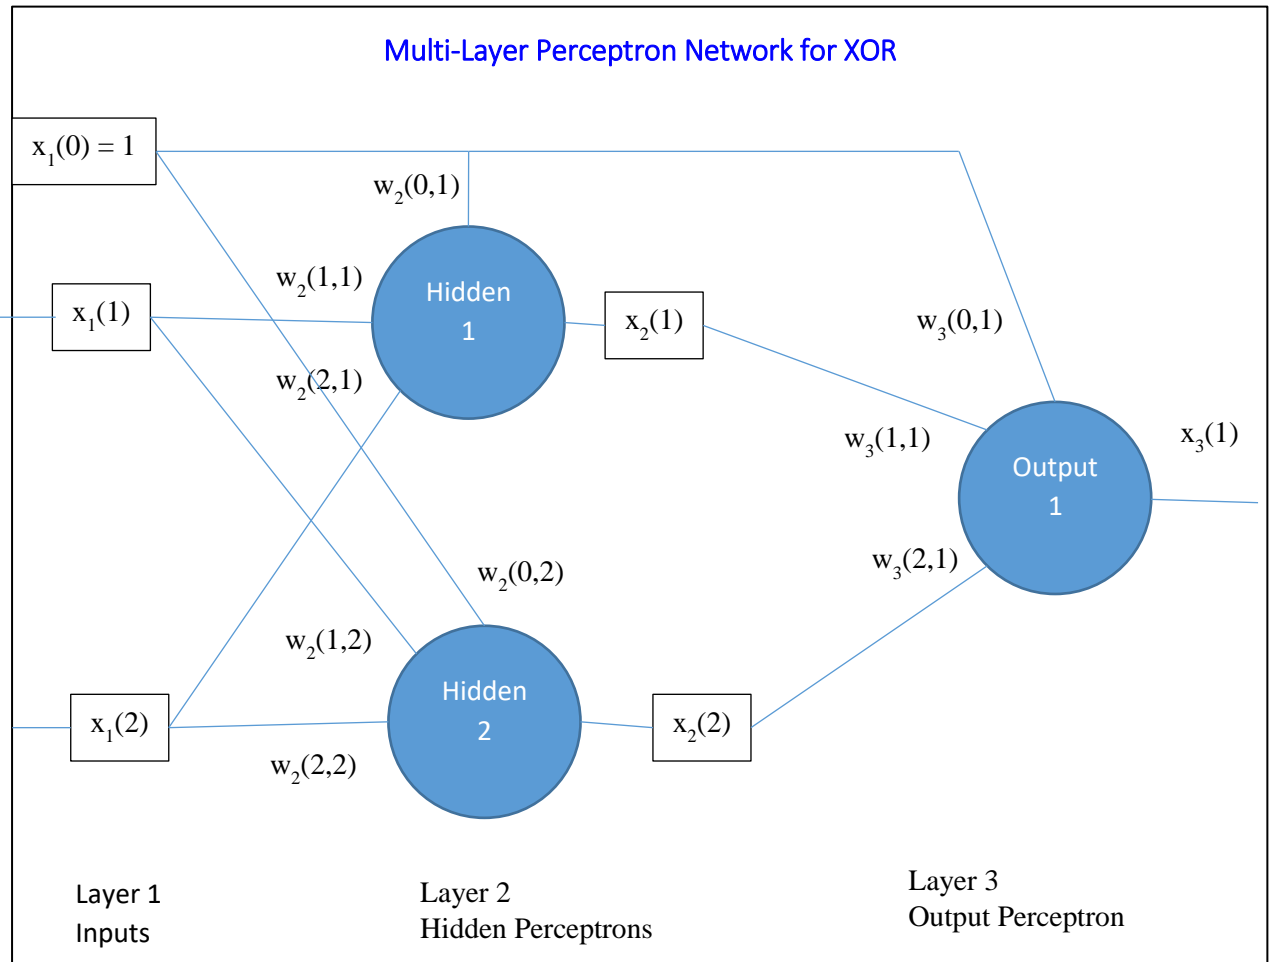 Multi-Layer Perceptron Network for XOR
x₁(0) = 1
w₂(0,1)
w₂(1,1)
Hidden
1
x₁(1)
x₂(1)
w₃(0,1)
w₂(2,1)
w₃(1,1)
x₃(1)
Output
1
w₃(2,1)
w₂(0,2)
w₂(1,2)
Hidden
2
x₁(2)
x₂(2)
w₂(2,2)
Layer 1
Inputs
Layer 2
Hidden Perceptrons
Layer 3
Output Perceptron